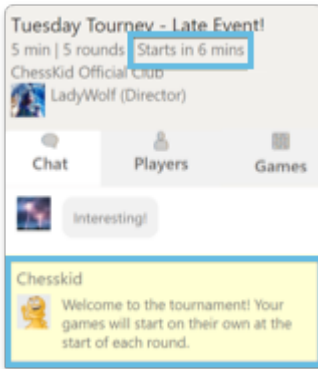 Tuesday Tourney - Late Event!
5 min | 5 rounds Starts in 6 mins
ChessKid Official Club
LadyWolf (Director)
Chat Players Games
Interesting!
Chesskid
Welcome to the tournament! Your
games will start on their own at the
start of each round.